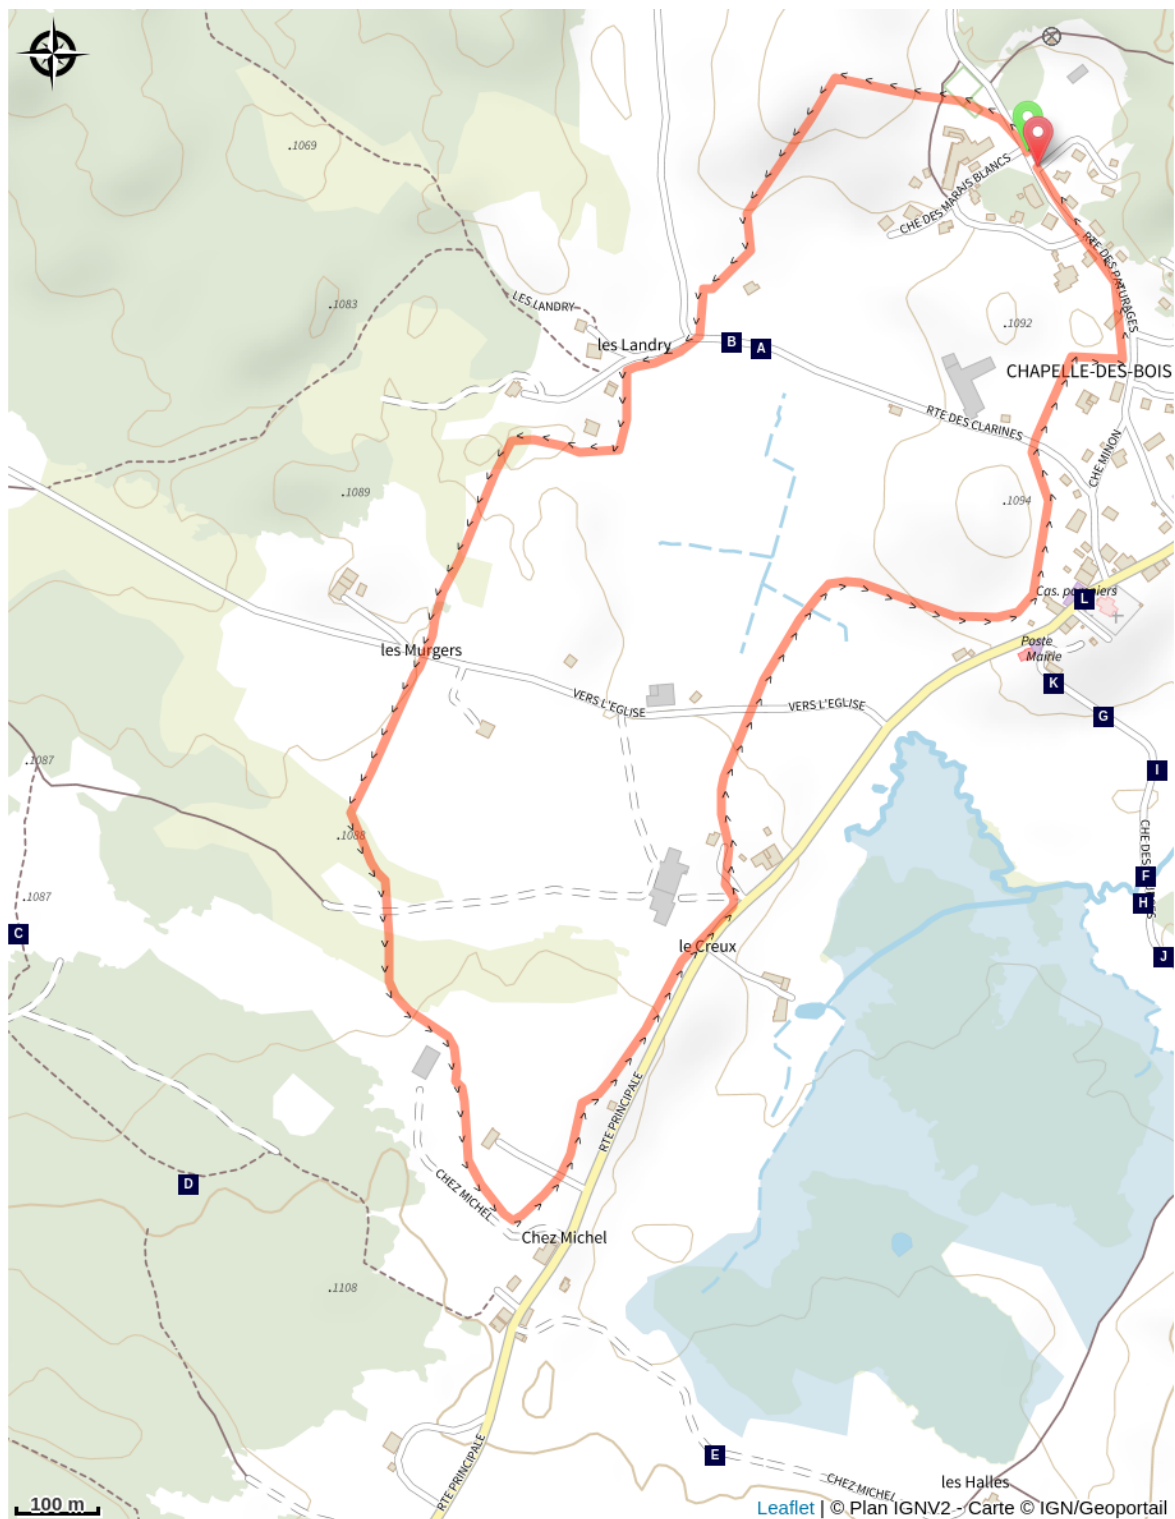 .1069
CHE DES MARAIS BLANCS
RTE DES PATURAGES
.1083
LES LANDRY
.1092
les Landry
B
A
CHAPELLE-DES-BOIS
RTE DES CLARINES
CHE MINON
.1089
.1094
Cas. pompiers
L
les Murgers
Poste
Mairie
K
VERS L'EGLISE
VERS L'EGLISE
G
.1087
I
.1088
CHE DES
F
.1087
H
C
le Creux
J
RTE PRINCIPALE
D
CHEZ MICHEL
Chez Michel
.1108
E
RTE PRINCIPALE
CHEZ MICHEL
les Halles
100 m
Leaflet | © Plan IGNV2 - Carte © IGN/Geoportail